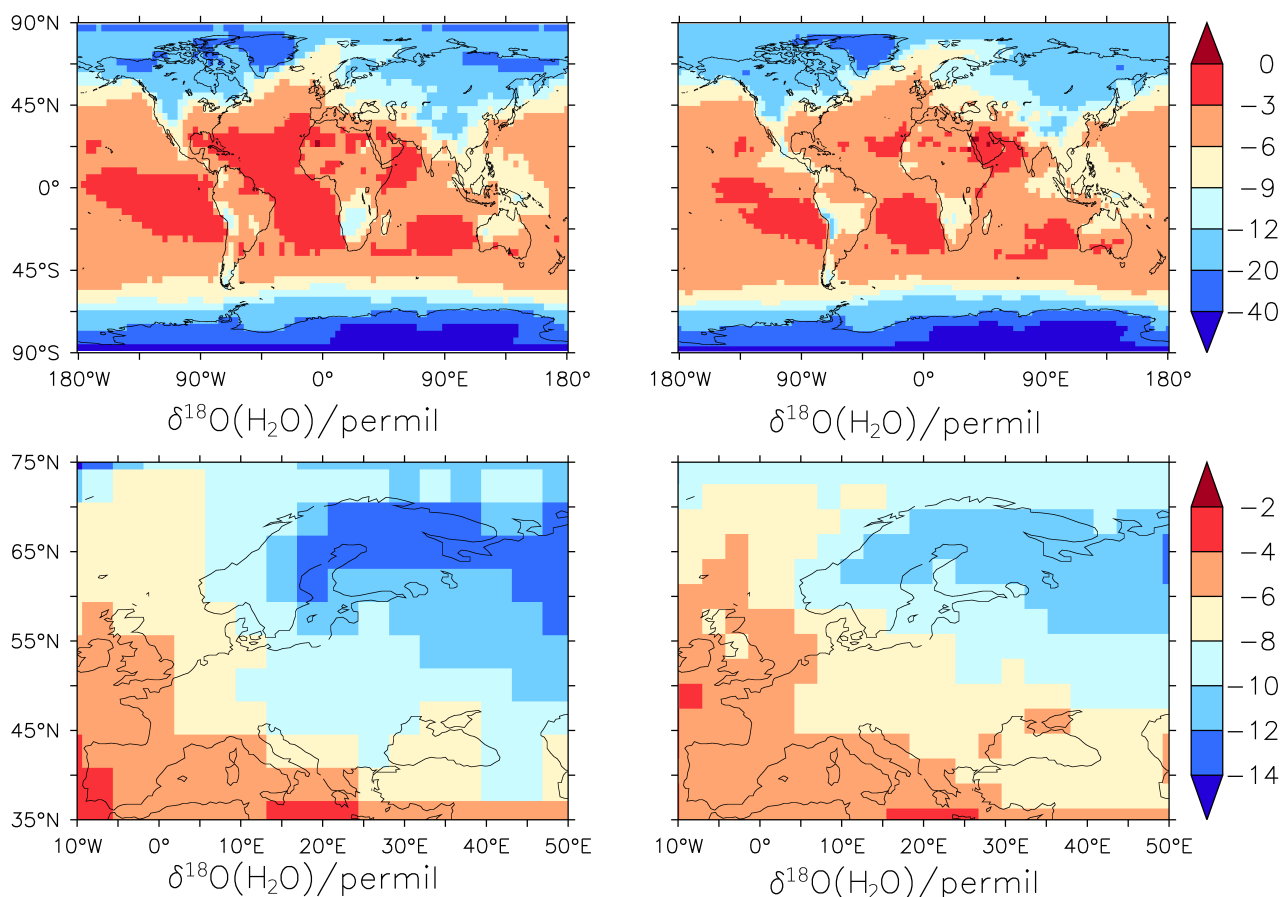 90°N
45°N
0°
45°S
90°S
180°W 90°W 0° 90°E 180°
δ¹⁸O(H₂O)/permil
180°W 90°W 0° 90°E 180°
δ¹⁸O(H₂O)/permil
0
−3
−6
−9
−12
−20
−40
75°N
65°N
55°N
45°N
35°N
10°W 0° 10°E 20°E 30°E 40°E 50°E
δ¹⁸O(H₂O)/permil
10°W 0° 10°E 20°E 30°E 40°E 50°E
δ¹⁸O(H₂O)/permil
−2
−4
−6
−8
−10
−12
−14